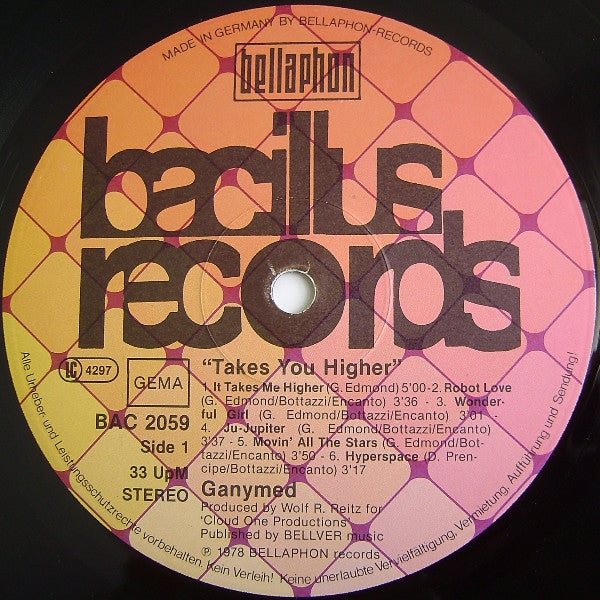 MADE IN GERMANY BY BELLAPHON-RECORDS
bellaphon
bacillus
records
LC 4297
GEMA
BAC 2059
Side 1
33 UpM
STEREO
“Takes You Higher”
1. It Takes Me Higher (G. Edmond) 5'00 - 2. Robot Love
(G. Edmond/Bottazzi/Encanto) 3'36 - 3. Wonder-
ful Girl (G. Edmond/Bottazzi/Encanto) 3'01 -
4. Ju-Jupiter (G. Edmond/Bottazzi/Encanto)
3'37 - 5. Movin' All The Stars (G. Edmond/Bot-
tazzi/Encanto) 3'50 - 6. Hyperspace (D. Pren-
cipe/Bottazzi/Encanto) 3'17
Ganymed
Produced by Wolf R. Reitz for
'Cloud One Productions'
Published by BELLVER music
℗ 1978 BELLAPHON records
Alle Urheber- und Leistungsschutzrechte vorbehalten. Kein Verleih! Keine unerlaubte Vervielfältigung, Vermietung, Aufführung und Sendung!